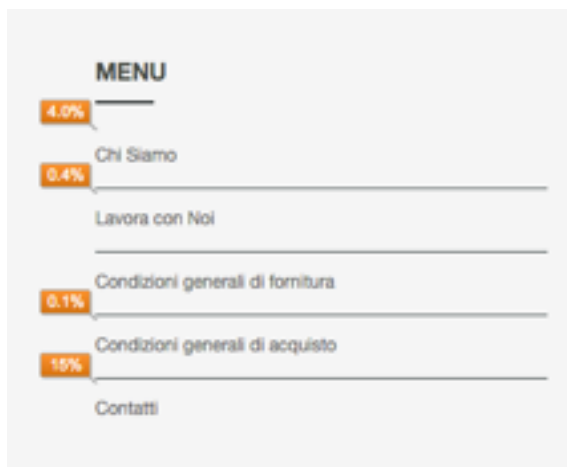 MENU
4.0%
Chi Siamo
0.4%
Lavora con Noi
Condizioni generali di fornitura
0.1%
Condizioni generali di acquisto
15%
Contatti